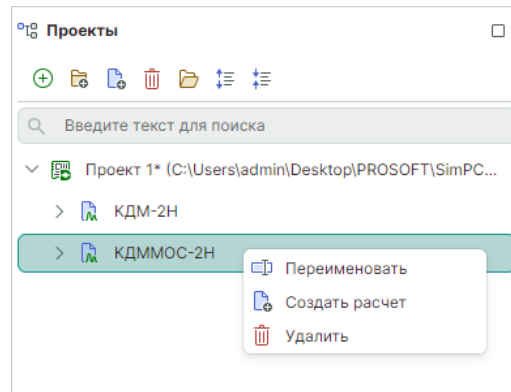 Проекты
Введите текст для поиска
Проект 1* (C:\Users\admin\Desktop\PROSOFT\SimPC...
КДМ-2Н
КДММОС-2Н
Переименовать
Создать расчет
Удалить